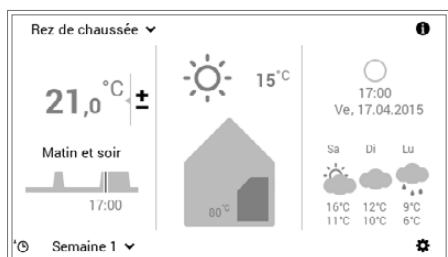 Rez de chaussée
21,0 °C ±
15°C
17:00
Ve, 17.04.2015
Matin et soir
17:00
80°C
Sa Di Lu
16°C 12°C 9°C
11°C 10°C 6°C
Semaine 1